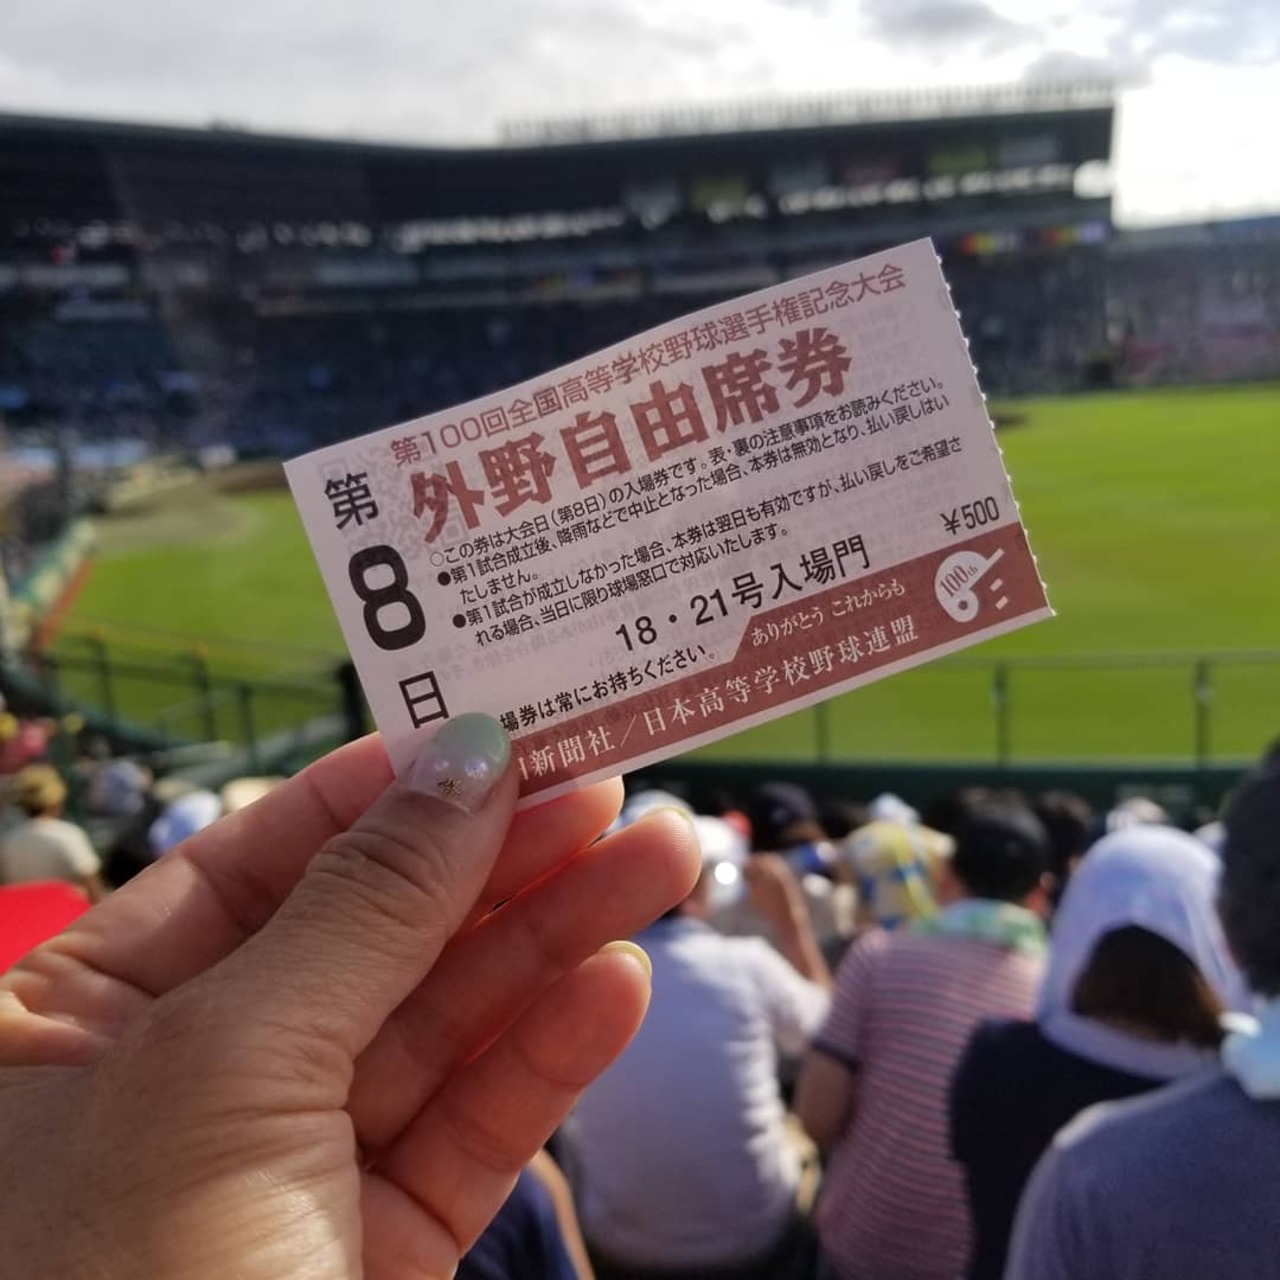 第100回全国高等学校野球選手権記念大会
外野自由席券
第8日
○この券は大会日(第8日)の入場券です。表・裏の注意事項をお読みください。
●第1試合成立後、降雨などで中止となった場合、本券は無効となり、払い戻しはい
たしません。
●第1試合が成立しなかった場合、本券は翌日も有効ですが、払い戻しをご希望さ
れる場合、当日に限り球場窓口で対応いたします。
¥500
18・21号入場門
場券は常にお持ちください。
ありがとう これからも
100th
新聞社/日本高等学校野球連盟